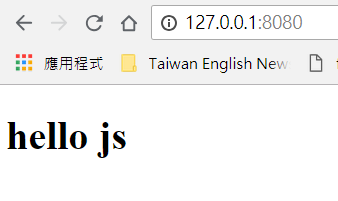 127.0.0.1:8080
應用程式 Taiwan English New
hello js